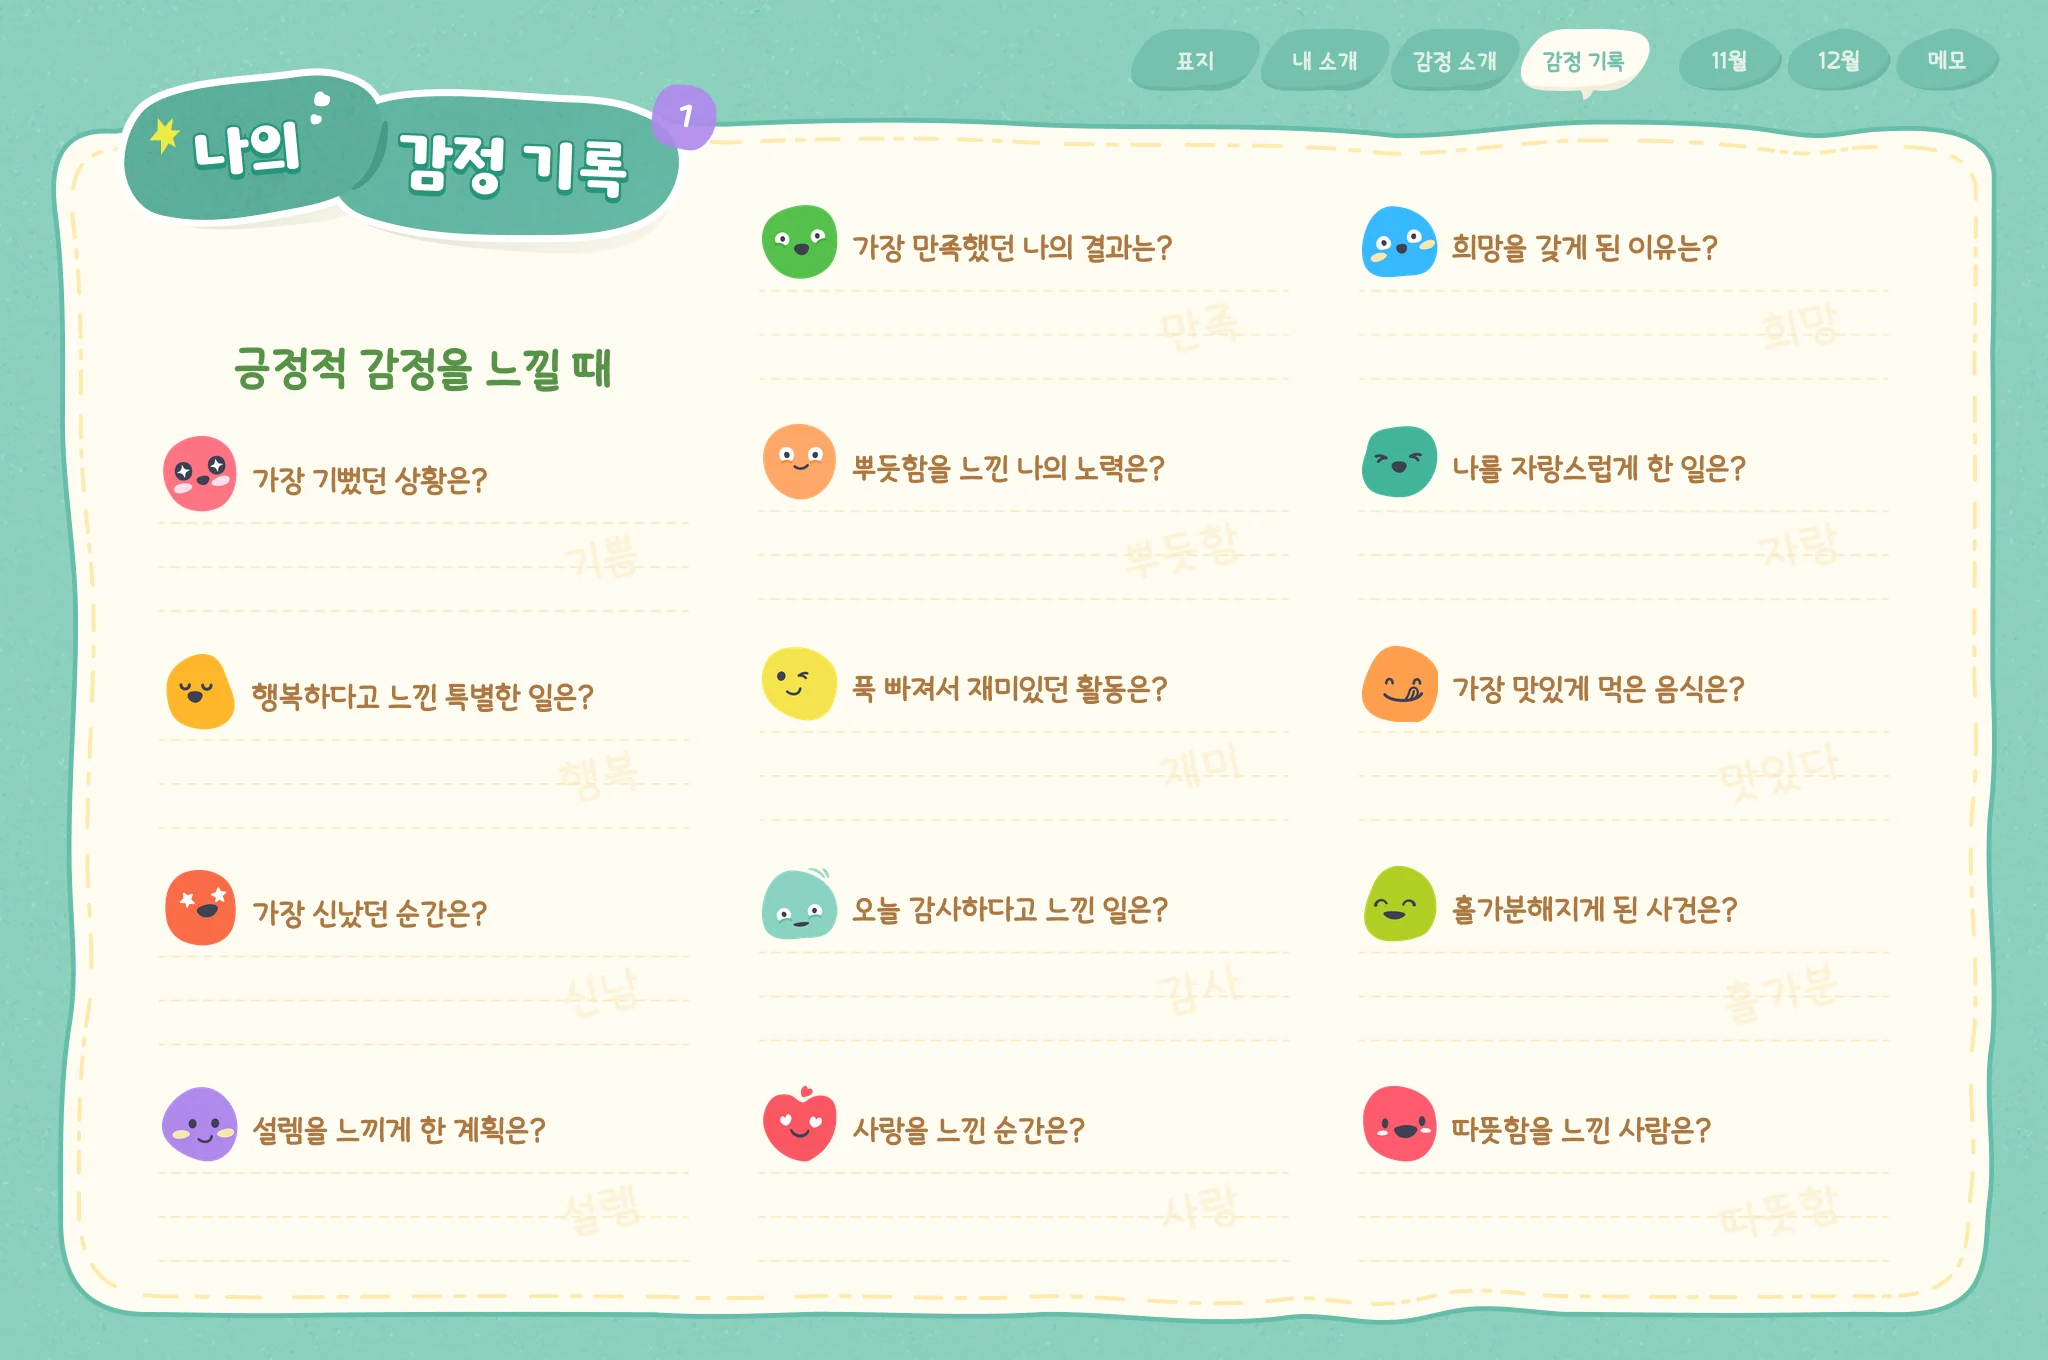 표지
내 소개
감정 소개
감정 기록
11월
12월
메모
나의 감정 기록
1
긍정적 감정을 느낄 때
가장 기뻤던 상황은?
기쁨
행복하다고 느낀 특별한 일은?
행복
가장 신났던 순간은?
신남
설렘을 느끼게 한 계획은?
설렘
가장 만족했던 나의 결과는?
만족
뿌듯함을 느낀 나의 노력은?
뿌듯함
푹 빠져서 재미있던 활동은?
재미
오늘 감사하다고 느낀 일은?
감사
사랑을 느낀 순간은?
사랑
희망을 갖게 된 이유는?
희망
나를 자랑스럽게 한 일은?
자랑
가장 맛있게 먹은 음식은?
맛있다
홀가분해지게 된 사건은?
홀가분
따뜻함을 느낀 사람은?
따뜻함